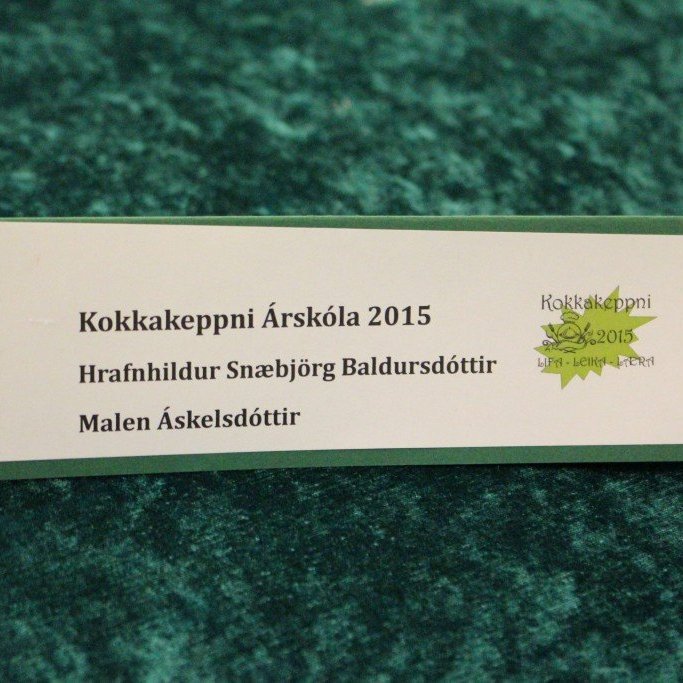 Kokkakeppni Árskóla 2015
Hrafnhildur Snæbjörg Baldursdóttir
Malen Áskelsdóttir
Kokkakeppni
2015
LIFA - LEIKA - LÆRA